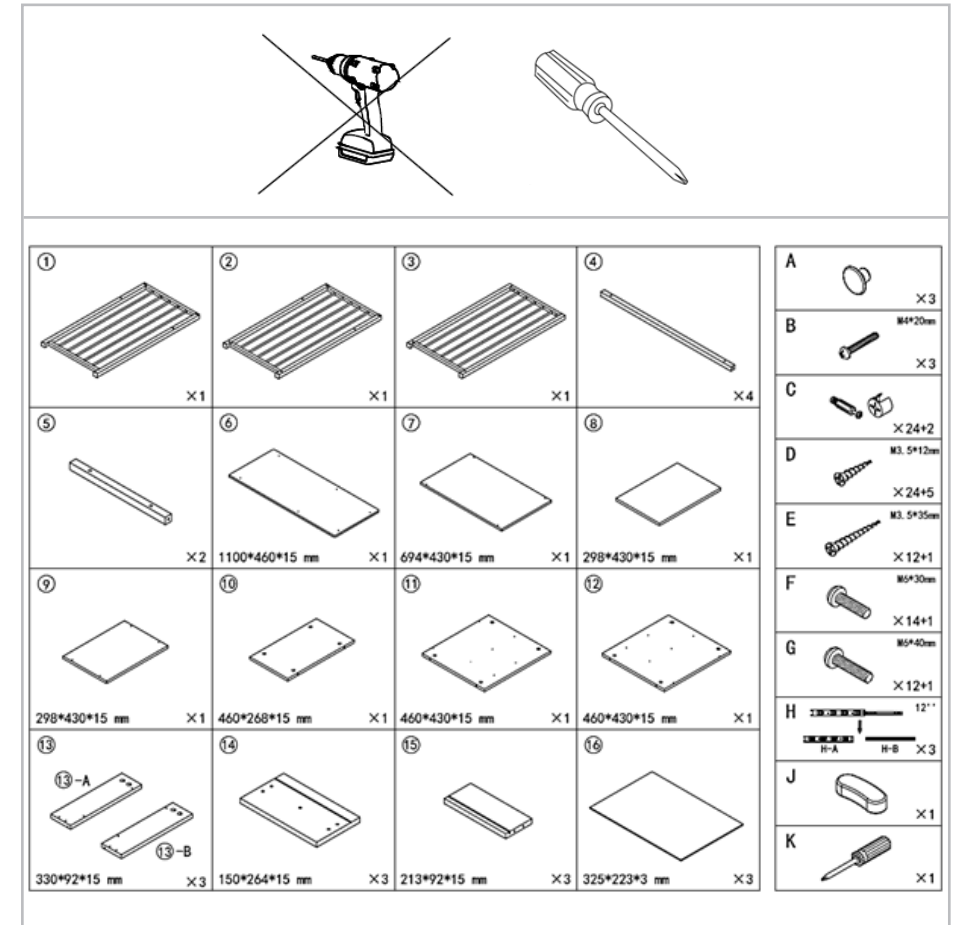 ① ② ③ ④
×1 ×1 ×1 ×4
⑤ ⑥ ⑦ ⑧
×2 1100*460*15 mm ×1 694*430*15 mm ×1 298*430*15 mm ×1
⑨ ⑩ ⑪ ⑫
298*430*15 mm ×1 460*268*15 mm ×1 460*430*15 mm ×1 460*430*15 mm ×1
⑬ ⑭ ⑮ ⑯
⑬-A
⑬-B
330*92*15 mm ×3 150*264*15 mm ×3 213*92*15 mm ×3 325*223*3 mm ×3
A
×3
B M4*20mm
×3
C
×24+2
D M3.5*12mm
×24+5
E M3.5*35mm
×12+1
F M6*30mm
×14+1
G M6*40mm
×12+1
H 12''
H-A H-B ×3
J
×1
K
×1